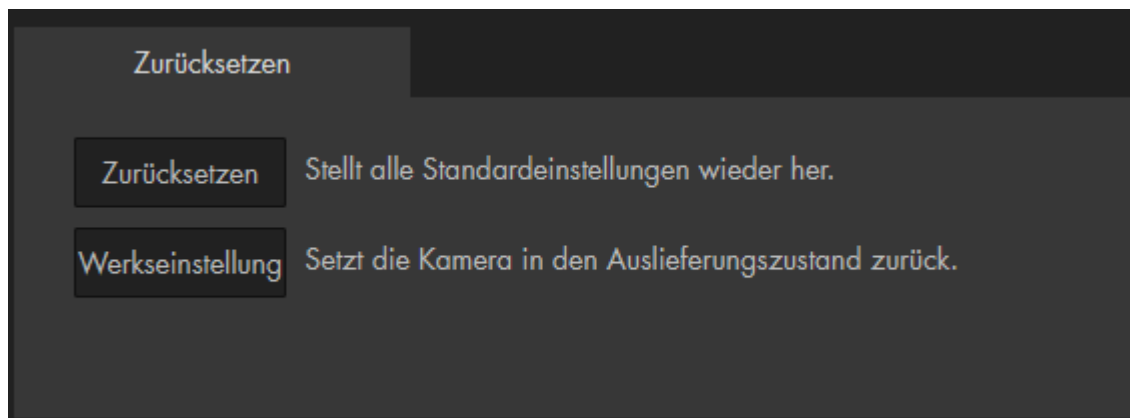 Zurücksetzen
Zurücksetzen Stellt alle Standardeinstellungen wieder her.
Werkseinstellung Setzt die Kamera in den Auslieferungszustand zurück.